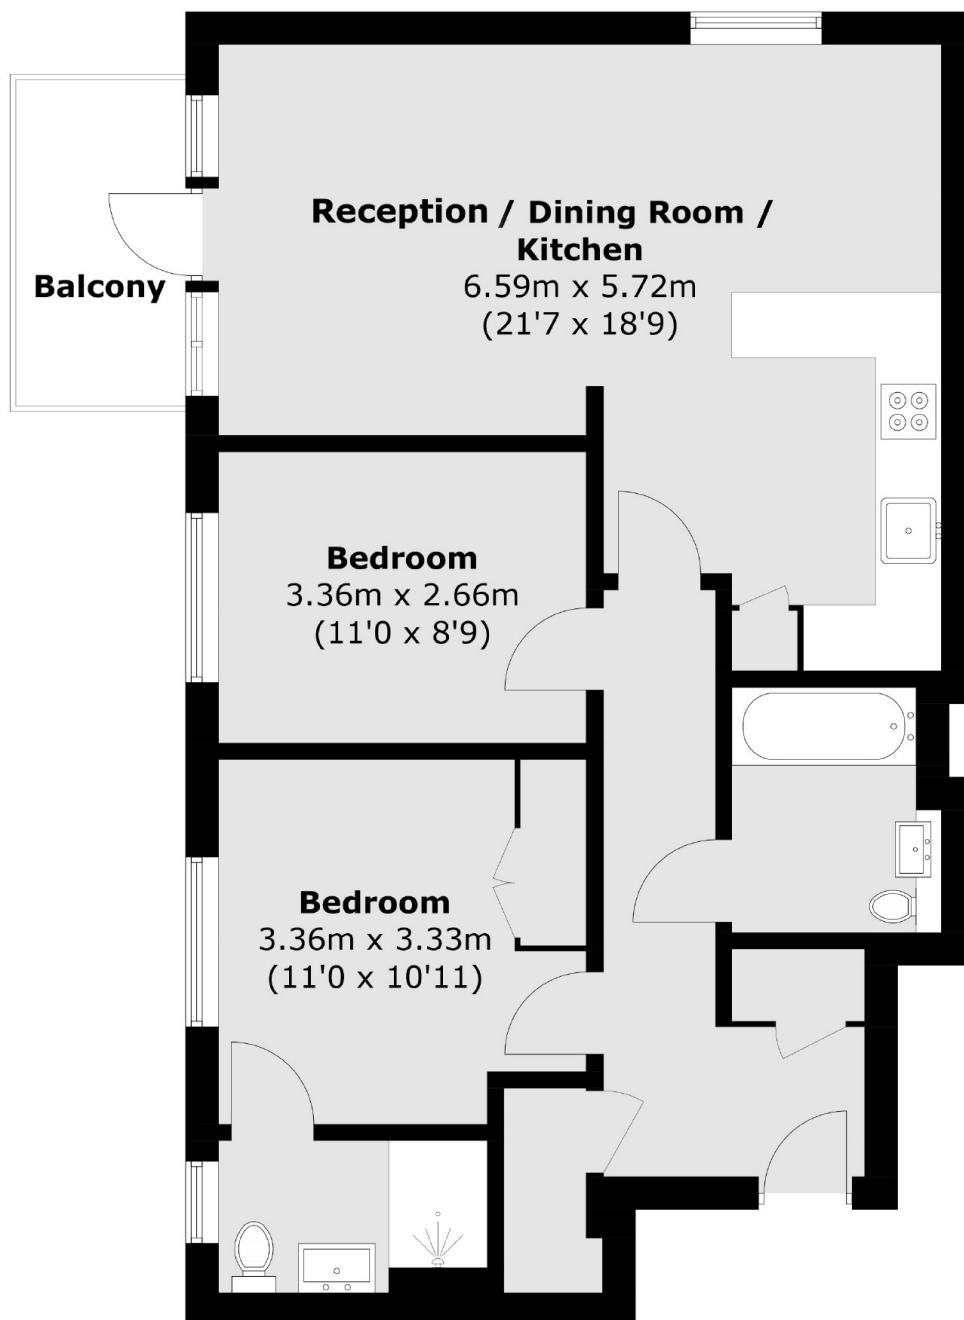 Reception / Dining Room /
Kitchen
6.59m x 5.72m
(21'7 x 18'9)
Balcony
Bedroom
3.36m x 2.66m
(11'0 x 8'9)
Bedroom
3.36m x 3.33m
(11'0 x 10'11)